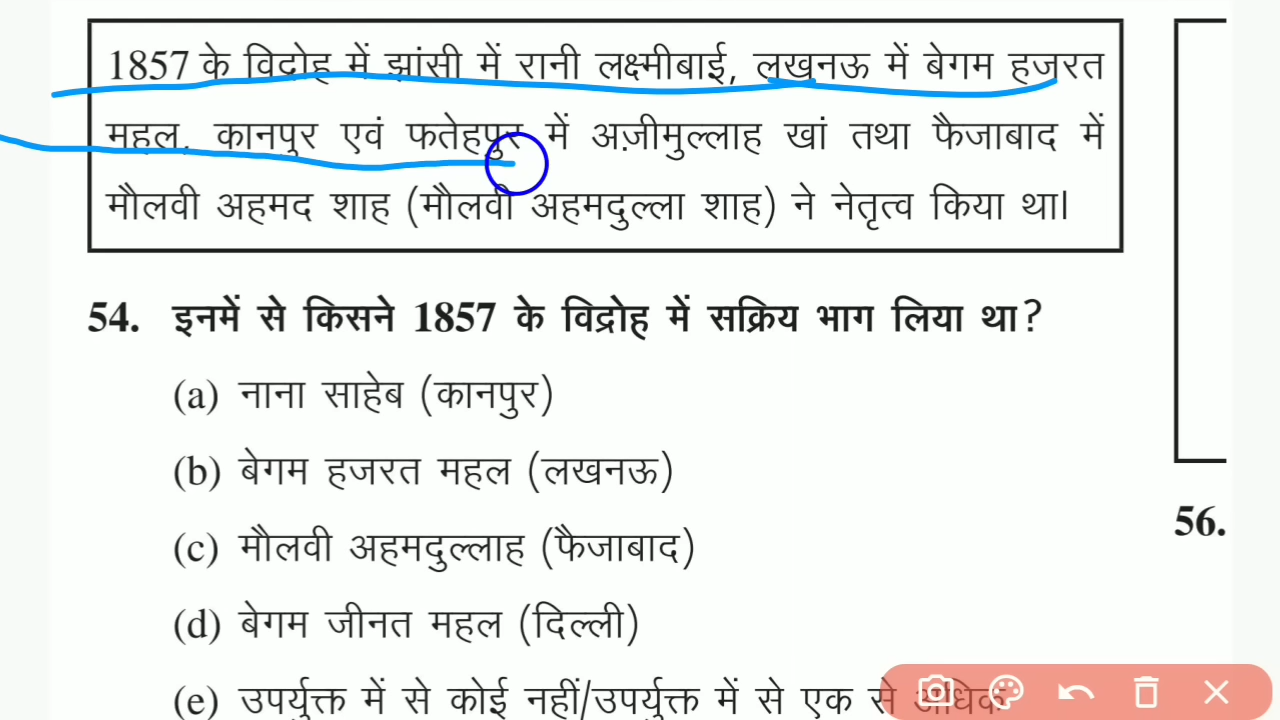 1857 के विद्रोह में झांसी में रानी लक्ष्मीबाई, लखनऊ में बेगम हजरत
महल, कानपुर एवं फतेहपुर में अज़ीमुल्लाह खां तथा फैजाबाद में
मौलवी अहमद शाह (मौलवी अहमदुल्ला शाह) ने नेतृत्व किया था।
54. इनमें से किसने 1857 के विद्रोह में सक्रिय भाग लिया था?
(a) नाना साहेब (कानपुर)
(b) बेगम हजरत महल (लखनऊ)
(c) मौलवी अहमदुल्लाह (फैजाबाद)
(d) बेगम जीनत महल (दिल्ली)
(e) उपर्युक्त में से कोई नहीं/उपर्युक्त में से एक से अधिक
56.